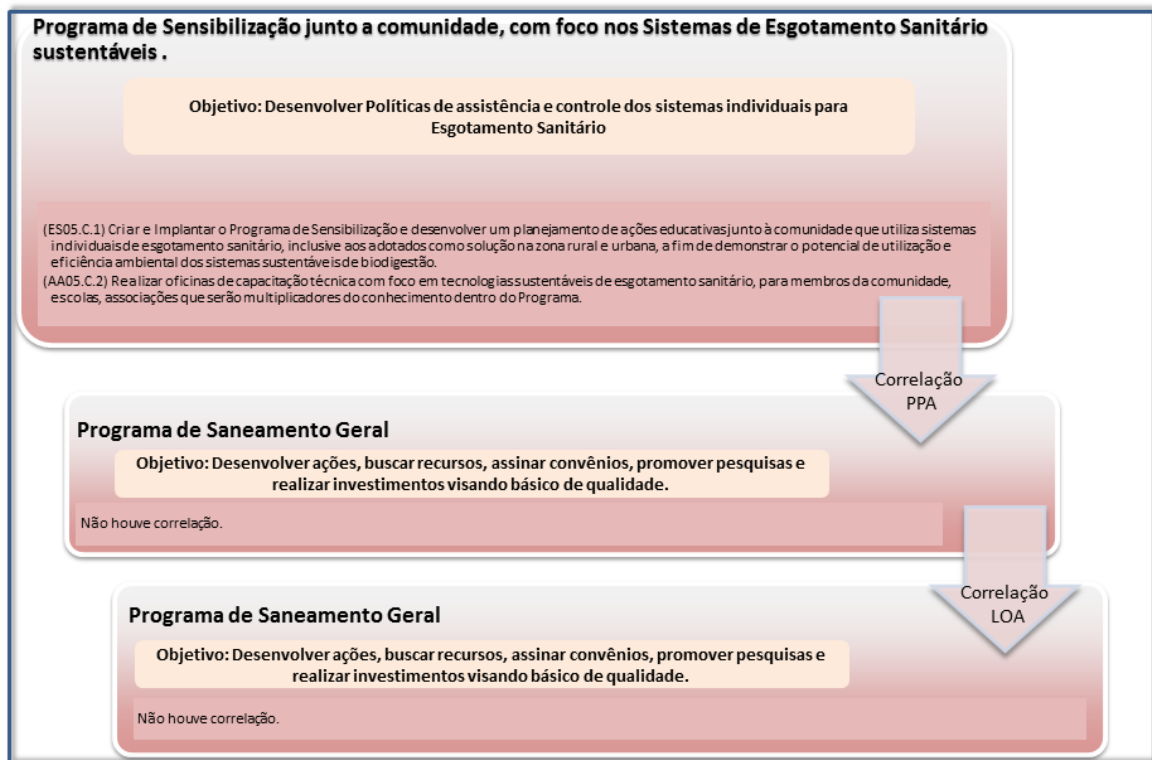 Programa de Sensibilização junto a comunidade, com foco nos Sistemas de Esgotamento Sanitário
sustentáveis .
Objetivo: Desenvolver Políticas de assistência e controle dos sistemas individuais para
Esgotamento Sanitário
(ES05.C.1) Criar e Implantar o Programa de Sensibilização e desenvolver um planejamento de ações educativas junto à comunidade que utiliza sistemas
individuais de esgotamento sanitário, inclusive aos adotados como solução na zona rural e urbana, a fim de demonstrar o potencial de utilização e
eficiência ambiental dos sistemas sustentáveis de biodigestão.
(AA05.C.2) Realizar oficinas de capacitação técnica com foco em tecnologias sustentáveis de esgotamento sanitário, para membros da comunidade,
escolas, associações que serão multiplicadores do conhecimento dentro do Programa.
Correlação
PPA
Programa de Saneamento Geral
Objetivo: Desenvolver ações, buscar recursos, assinar convênios, promover pesquisas e
realizar investimentos visando básico de qualidade.
Não houve correlação.
Correlação
LOA
Programa de Saneamento Geral
Objetivo: Desenvolver ações, buscar recursos, assinar convênios, promover pesquisas e
realizar investimentos visando básico de qualidade.
Não houve correlação.